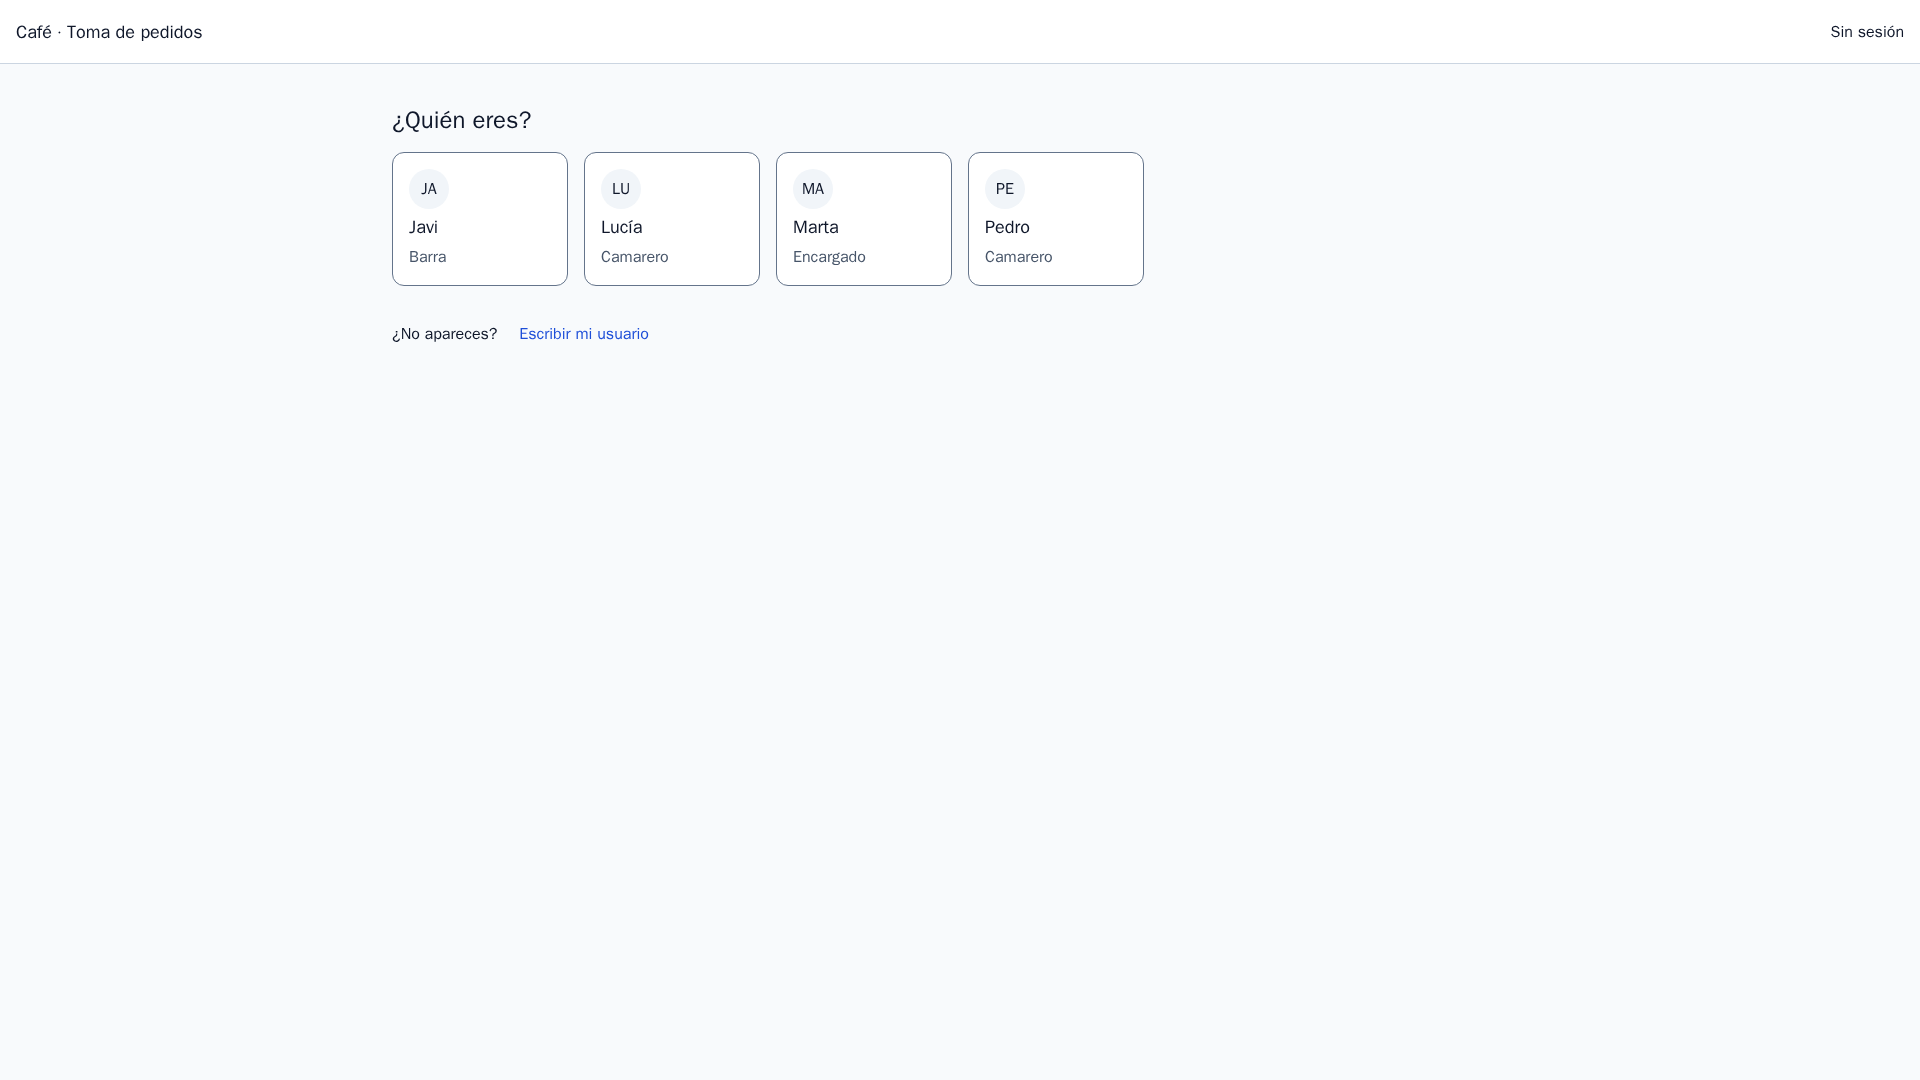 Café · Toma de pedidos
Sin sesión
¿Quién eres?
JA
Javi
Barra
LU
Lucía
Camarero
MA
Marta
Encargado
PE
Pedro
Camarero
¿No apareces? Escribir mi usuario